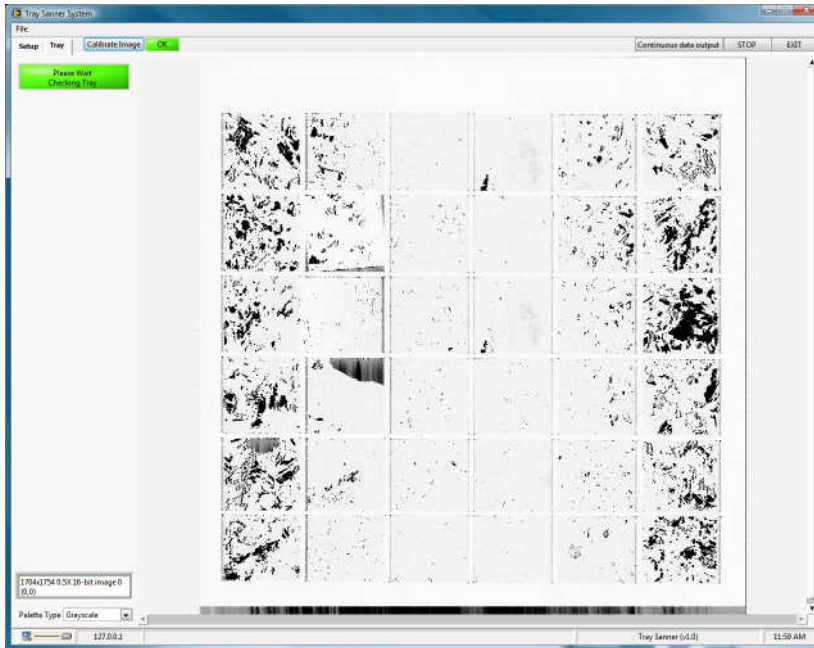 Tray Sanner System
File
Setup Tray Calibrate Image OK Continuous data output STOP EXIT
Please Wait
Checking Tray
1704x1754 0.5X 16-bit image 0
(0,0)
Palette Type Grayscale
127.0.0.1 Tray Sanner (v1.0) 11:59 AM